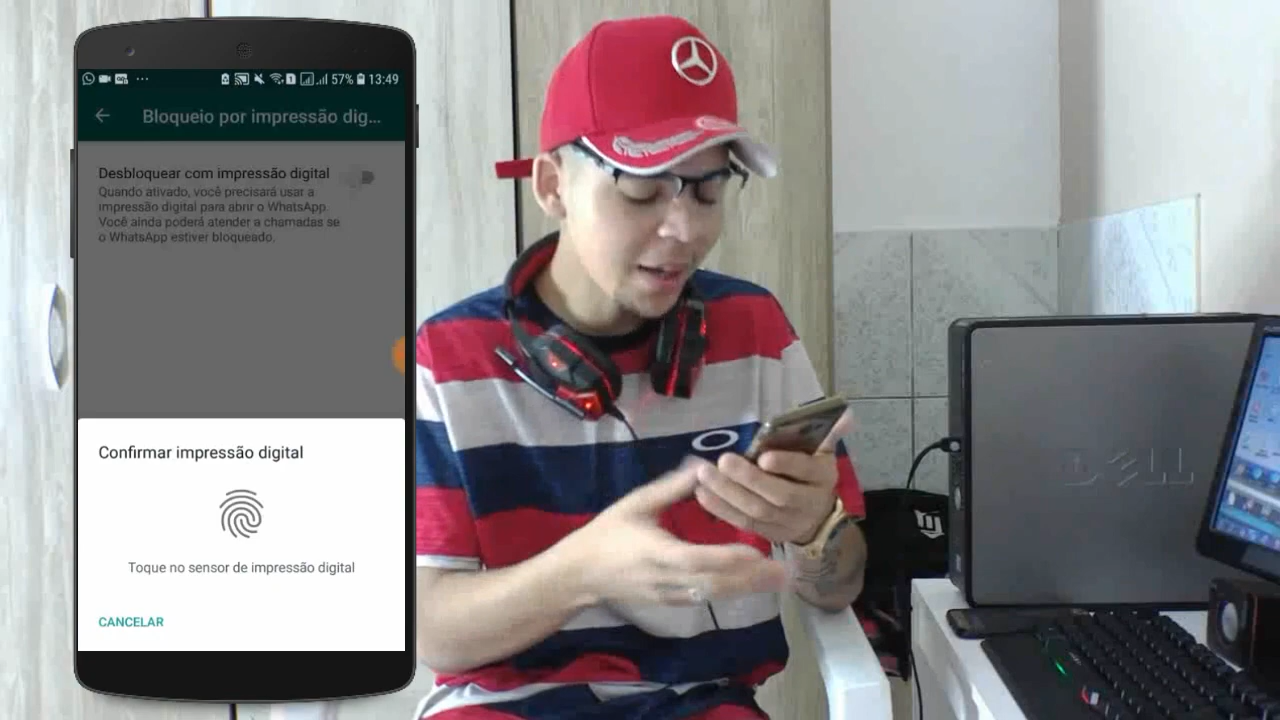 57% 13:49
Bloqueio por impressão dig...
Desbloquear com impressão digital
Quando ativado, você precisará usar a
impressão digital para abrir o WhatsApp.
Você ainda poderá atender a chamadas se
o WhatsApp estiver bloqueado.
Confirmar impressão digital
Toque no sensor de impressão digital
CANCELAR
DELL